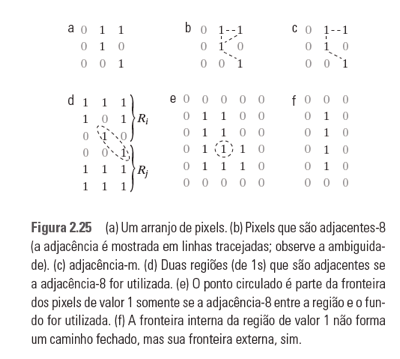 a 0 1 1 b 0 1--1 c 0 1--1
0 1 0 0 1 0 0 1 0
0 0 1 0 0 1 0 0 1
d 1 1 1 e 0 0 0 0 0 f 0 0 0
1 0 1 Ri 0 1 1 0 0 0 1 0
0 1 0 0 1 1 0 0 0 1 0
0 0 1 0 1 1 1 0 0 1 0
1 1 1 Rj 0 1 1 1 0 0 1 0
1 1 1 0 0 0 0 0 0 0 0
Figura 2.25 (a) Um arranjo de pixels. (b) Pixels que são adjacentes-8
(a adjacência é mostrada em linhas tracejadas; observe a ambiguida-
de). (c) adjacência-m. (d) Duas regiões (de 1s) que são adjacentes se
a adjacência-8 for utilizada. (e) O ponto circulado é parte da fronteira
dos pixels de valor 1 somente se a adjacência-8 entre a região e o fun-
do for utilizada. (f) A fronteira interna da região de valor 1 não forma
um caminho fechado, mas sua fronteira externa, sim.